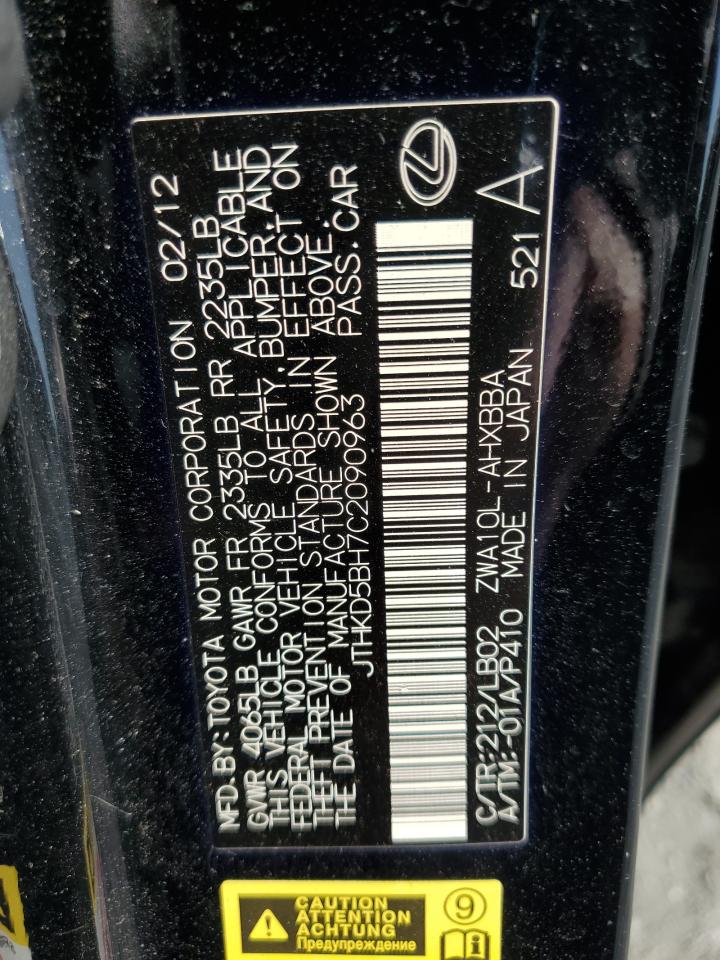 MFD.BY:TOYOTA MOTOR CORPORATION 02/12
GVWR 4065LB GAWR FR 2335LB RR 2235LB
THIS VEHICLE CONFORMS TO ALL APPLICABLE
FEDERAL MOTOR VEHICLE SAFETY,BUMPER,AND
THEFT PREVENTION STANDARDS IN EFFECT ON
THE DATE OF MANUFACTURE SHOWN ABOVE.
JTHKD5BH7C2090963 PASS.CAR
C/TR:212/LB02 ZWA10L-AHXBBA 521 A
A/TM:-01A/P410 MADE IN JAPAN
CAUTION
ATTENTION
ACHTUNG
Предупреждение
9